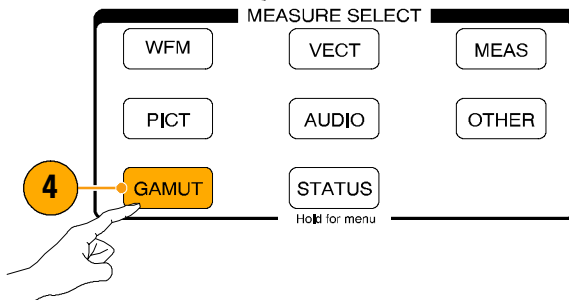 MEASURE SELECT
WFM VECT MEAS
PICT AUDIO OTHER
4 GAMUT STATUS
Hold for menu